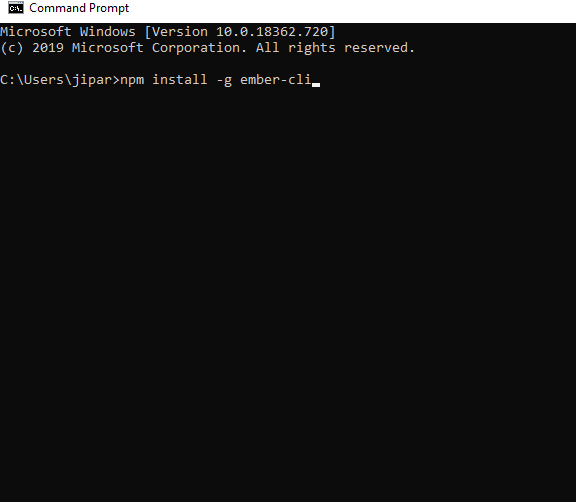 Command Prompt
Microsoft Windows [Version 10.0.18362.720]
(c) 2019 Microsoft Corporation. All rights reserved.
C:\Users\jipar>npm install -g ember-cli